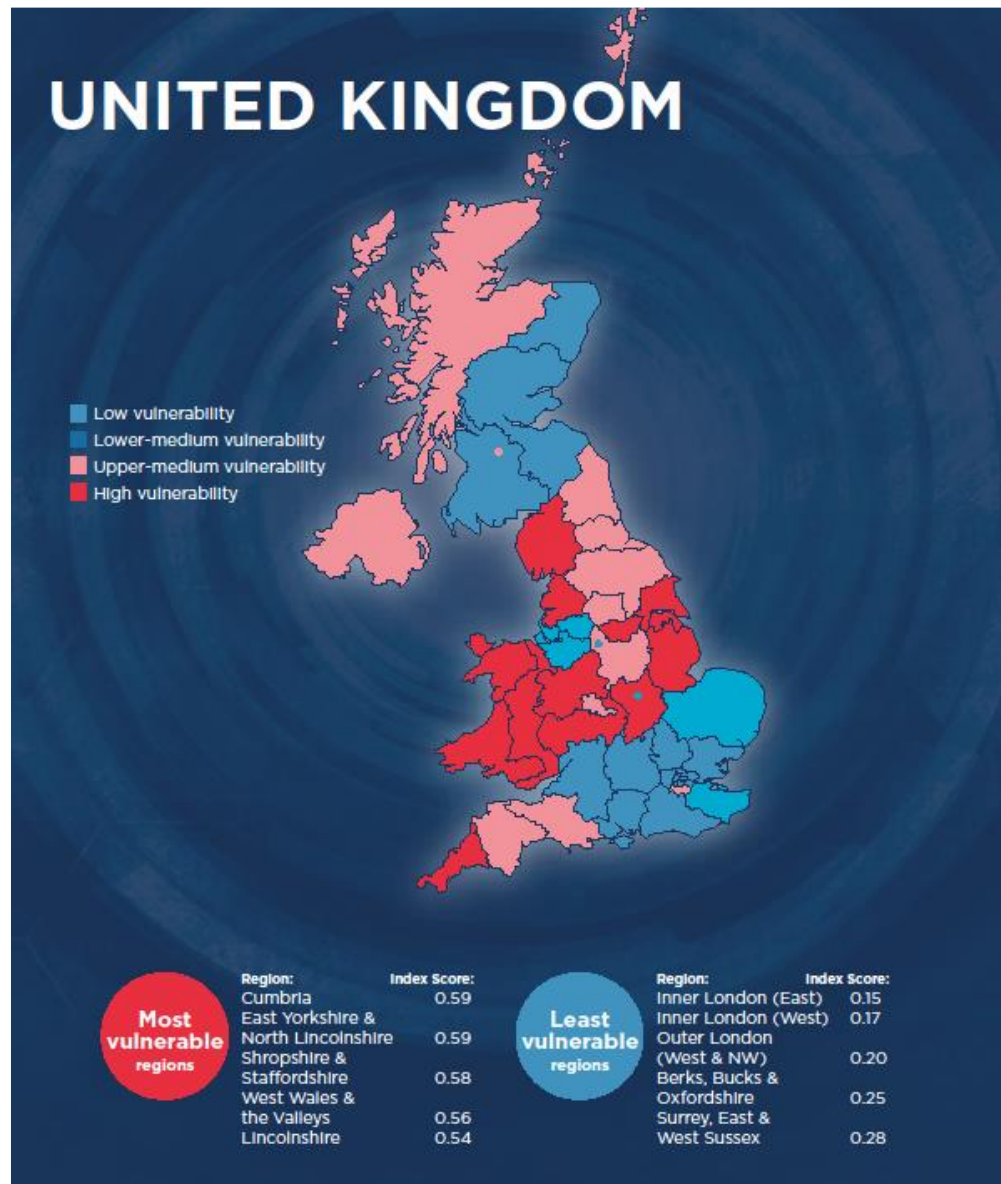 UNITED KINGDOM
Low vulnerability
Lower-medium vulnerability
Upper-medium vulnerability
High vulnerability
Most
vulnerable
regions
Region: Index Score:
Cumbria 0.59
East Yorkshire &
North Lincolnshire 0.59
Shropshire &
Staffordshire 0.58
West Wales &
the Valleys 0.56
Lincolnshire 0.54
Least
vulnerable
regions
Region: Index Score:
Inner London (East) 0.15
Inner London (West) 0.17
Outer London
(West & NW) 0.20
Berks, Bucks &
Oxfordshire 0.25
Surrey, East &
West Sussex 0.28